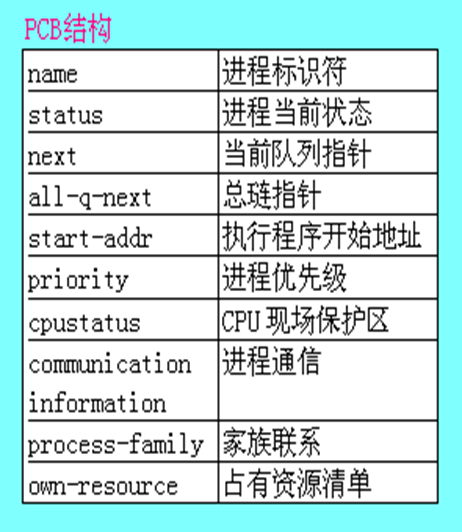 PCB结构
name 进程标识符
status 进程当前状态
next 当前队列指针
all-q-next 总琏指针
start-addr 执行程序开始地址
priority 进程优先级
cpustatus CPU 现场保护区
communication 进程通信
information
process-family 家族联系
own-resource 占有资源清单